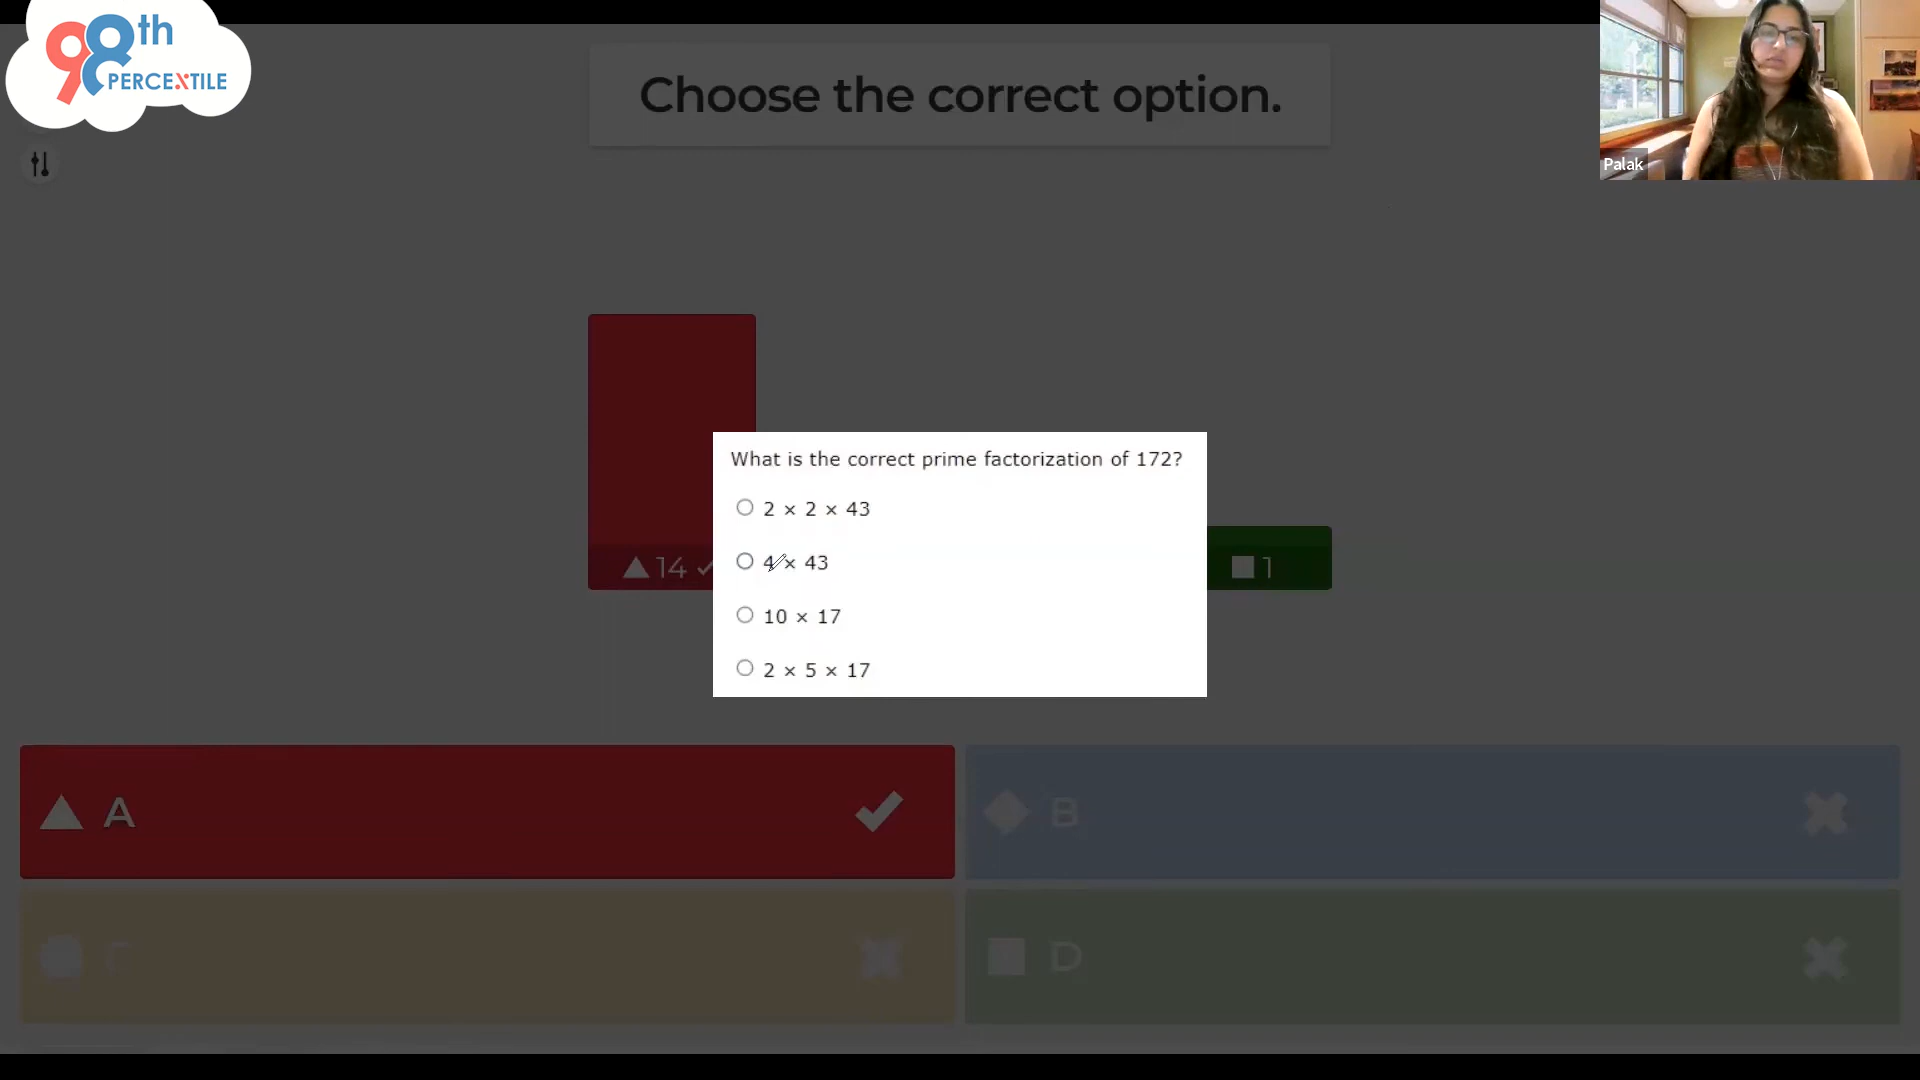 98th
PERCEXTILE
Choose the correct option.
Palak
What is the correct prime factorization of 172?
2 × 2 × 43
4 × 43
10 × 17
2 × 5 × 17
14
1
A
B
D